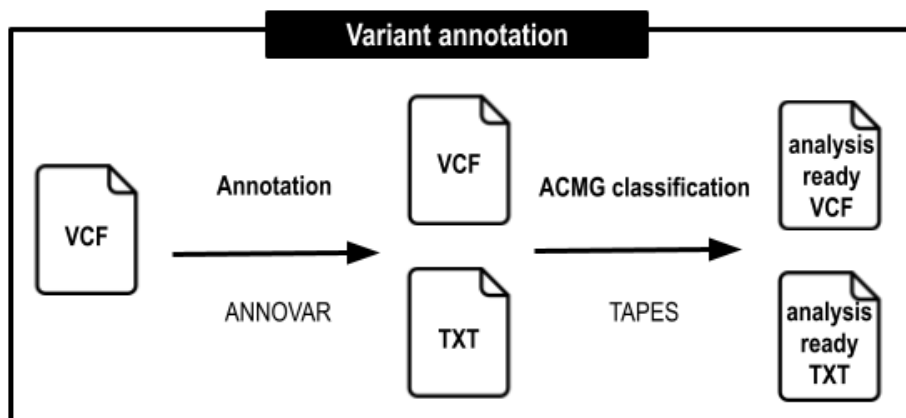 Variant annotation
VCF
Annotation
ANNOVAR
VCF
TXT
ACMG classification
TAPES
analysis
ready
VCF
analysis
ready
TXT